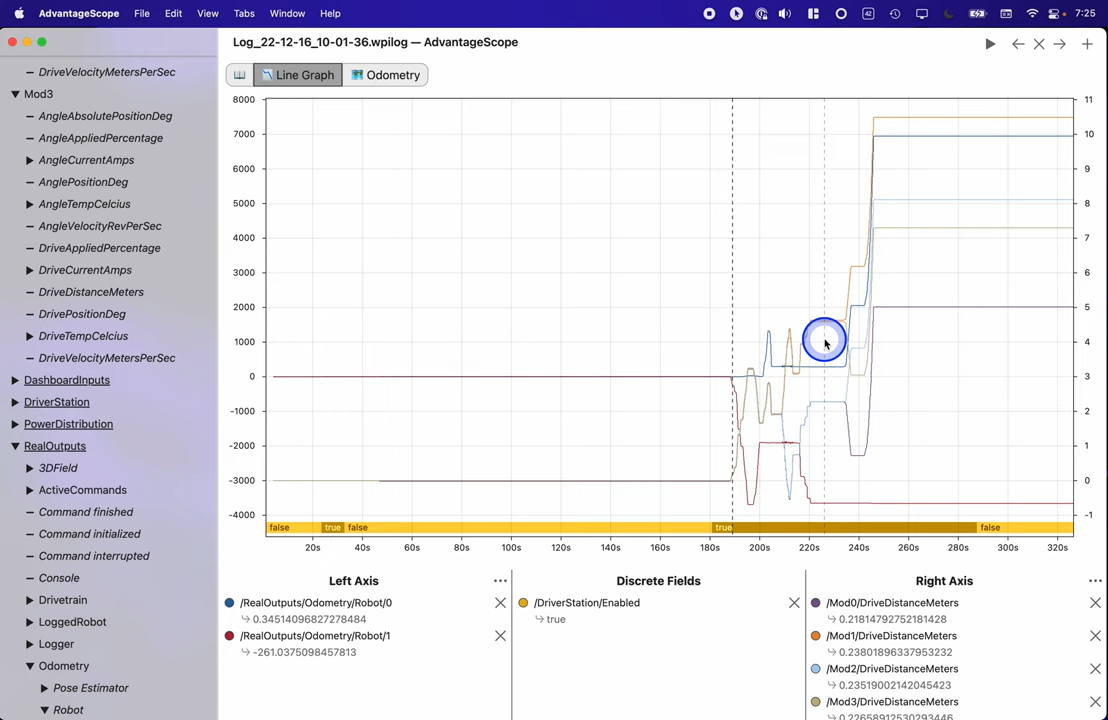 AdvantageScope File Edit View Tabs Window Help 42 7:25
Log_22-12-16_10-01-36.wpilog — AdvantageScope
Line Graph Odometry
DriveVelocityMetersPerSec
Mod3
AngleAbsolutePositionDeg
AngleAppliedPercentage
AngleCurrentAmps
AnglePositionDeg
AngleTempCelcius
AngleVelocityRevPerSec
DriveAppliedPercentage
DriveCurrentAmps
DriveDistanceMeters
DrivePositionDeg
DriveTempCelcius
DriveVelocityMetersPerSec
DashboardInputs
DriverStation
PowerDistribution
RealOutputs
3DField
ActiveCommands
Command finished
Command initialized
Command interrupted
Console
Drivetrain
LoggedRobot
Logger
Odometry
Pose Estimator
Robot
8000
7000
6000
5000
4000
3000
2000
1000
0
-1000
-2000
-3000
-4000
11
10
9
8
7
6
5
4
3
2
1
0
-1
false true false true false
20s 40s 60s 80s 100s 120s 140s 160s 180s 200s 220s 240s 260s 280s 300s 320s
Left Axis
/RealOutputs/Odometry/Robot/0
0.34514096827278484
/RealOutputs/Odometry/Robot/1
-261.0375098457813
Discrete Fields
/DriverStation/Enabled
true
Right Axis
/Mod0/DriveDistanceMeters
0.21814792752181428
/Mod1/DriveDistanceMeters
0.23801896337953232
/Mod2/DriveDistanceMeters
0.23519002142045423
/Mod3/DriveDistanceMeters
0.22658912530293446